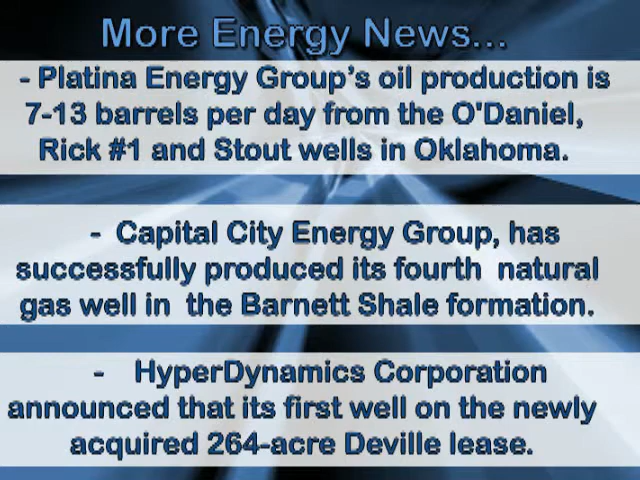 More Energy News...
- Platina Energy Group's oil production is
7-13 barrels per day from the O'Daniel,
Rick #1 and Stout wells in Oklahoma.
- Capital City Energy Group, has
successfully produced its fourth natural
gas well in the Barnett Shale formation.
- HyperDynamics Corporation
announced that its first well on the newly
acquired 264-acre Deville lease.